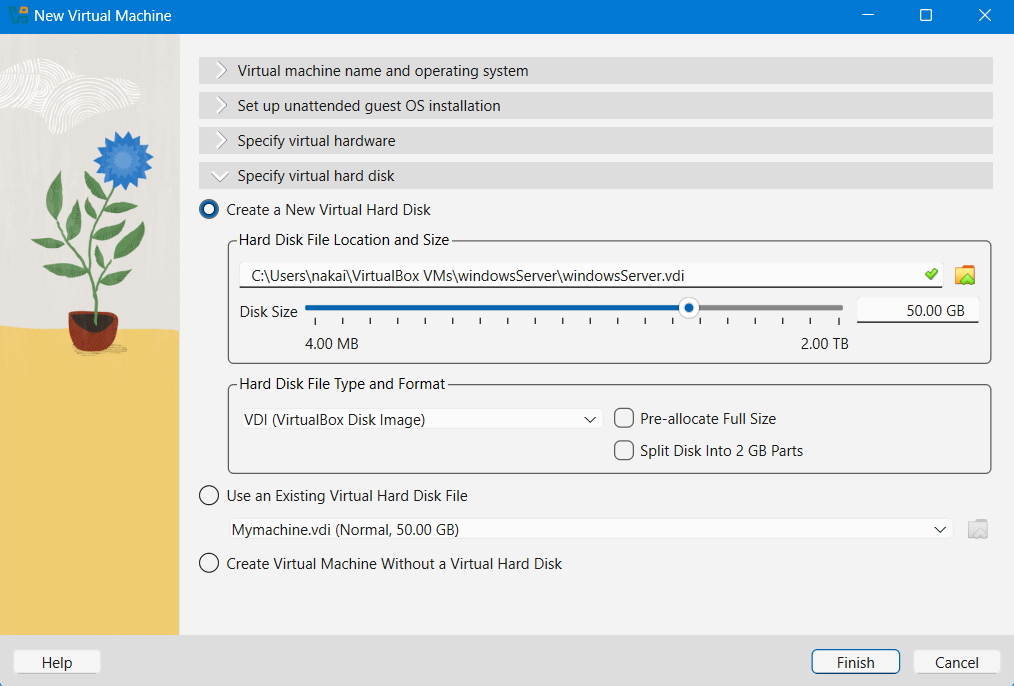 New Virtual Machine
Virtual machine name and operating system
Set up unattended guest OS installation
Specify virtual hardware
Specify virtual hard disk
Create a New Virtual Hard Disk
Hard Disk File Location and Size
C:\Users\nakai\VirtualBox VMs\windowsServer\windowsServer.vdi
Disk Size 50.00 GB
4.00 MB 2.00 TB
Hard Disk File Type and Format
VDI (VirtualBox Disk Image) Pre-allocate Full Size
Split Disk Into 2 GB Parts
Use an Existing Virtual Hard Disk File
Mymachine.vdi (Normal, 50.00 GB)
Create Virtual Machine Without a Virtual Hard Disk
Help Finish Cancel